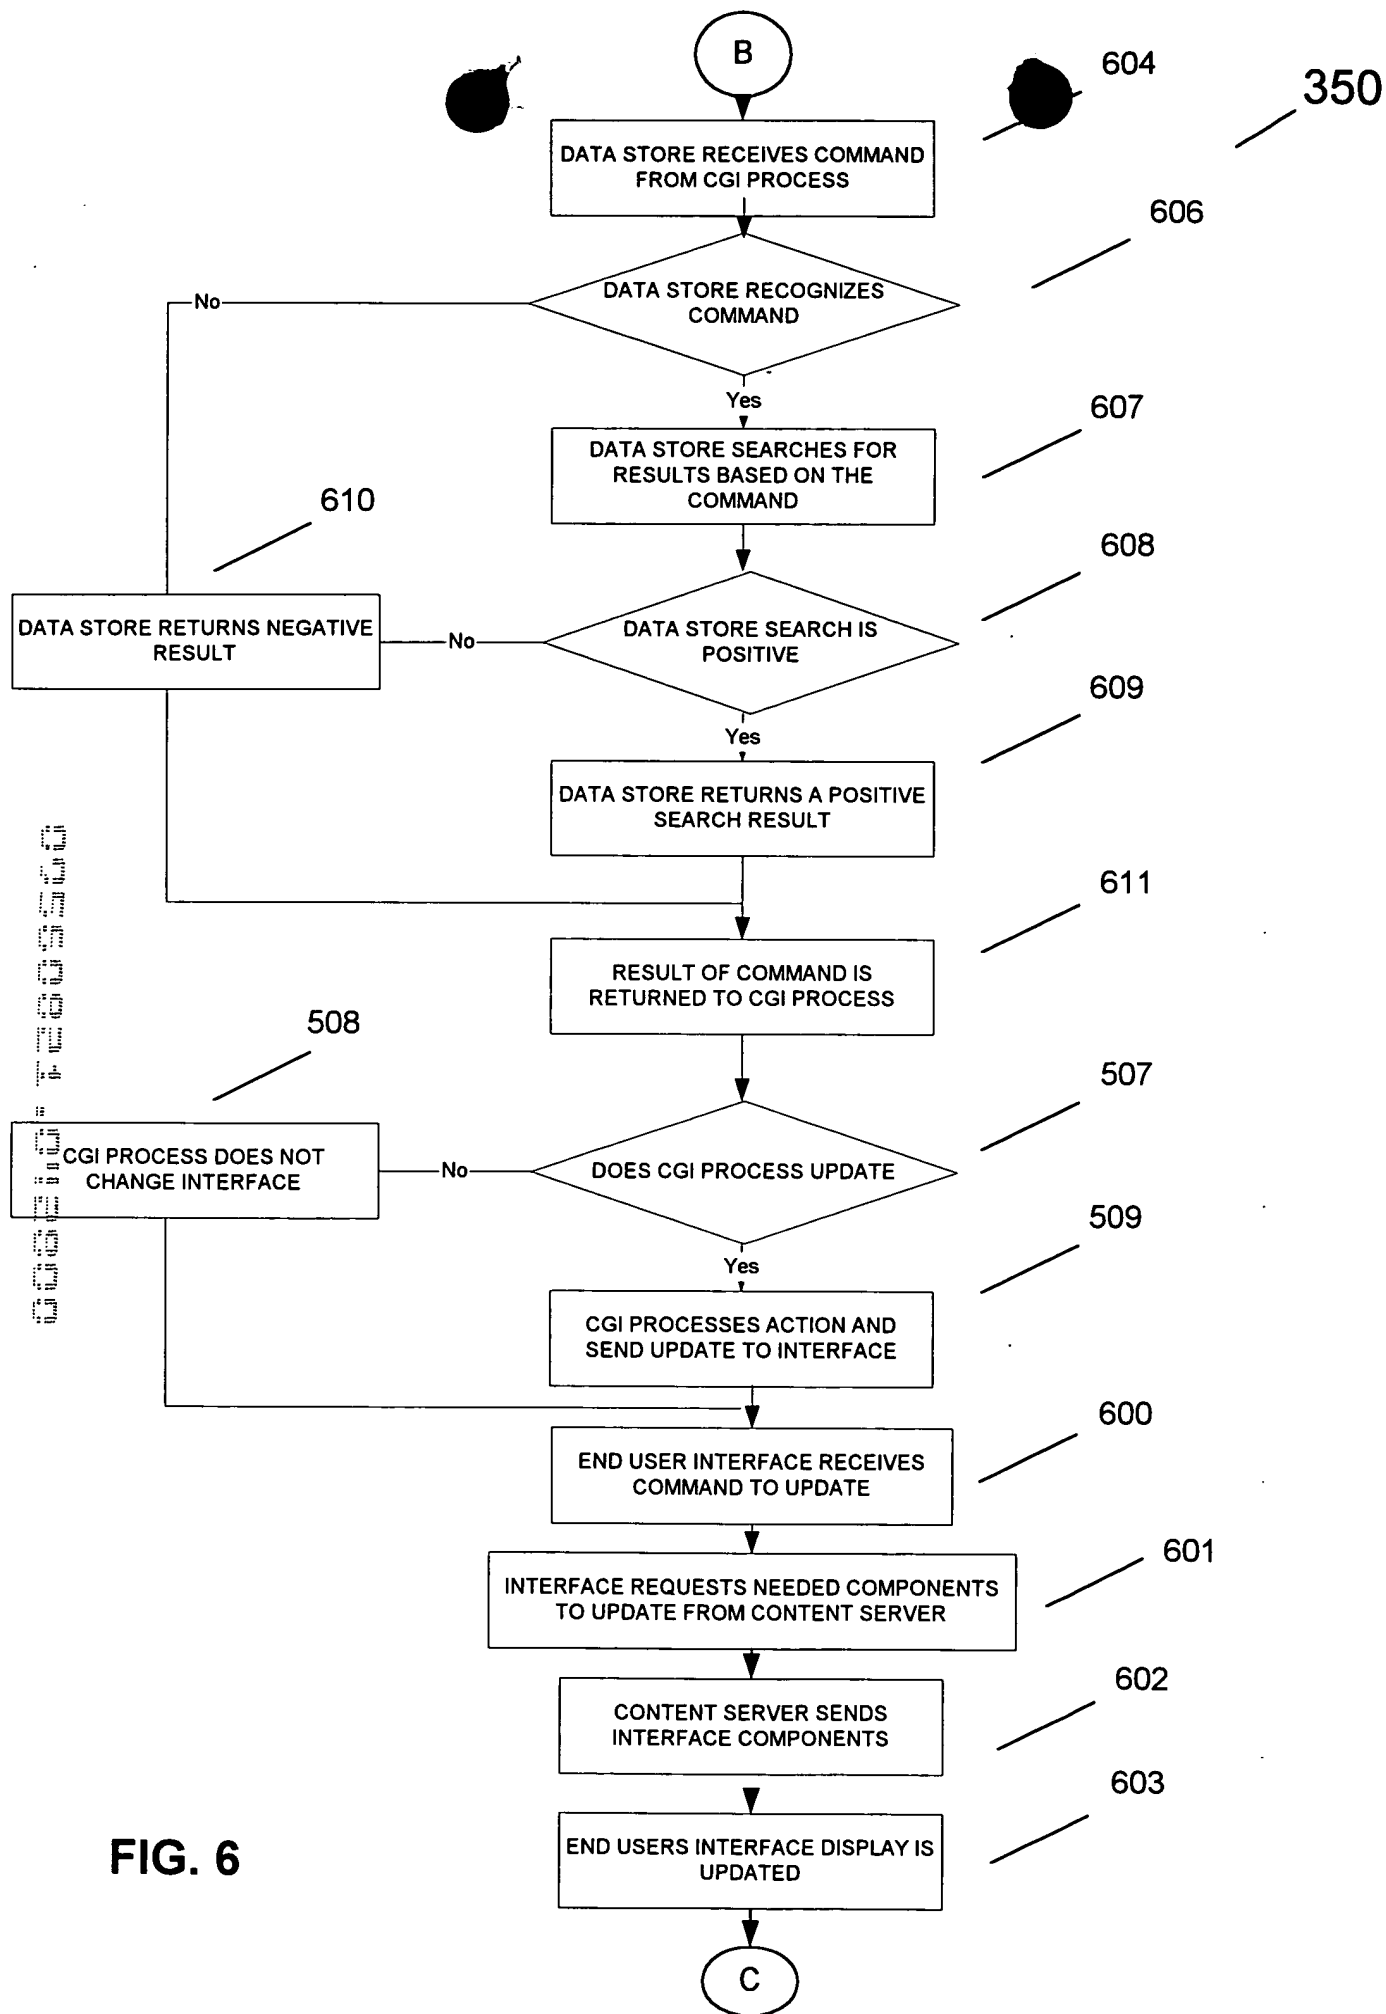 B
604
350
DATA STORE RECEIVES COMMAND
FROM CGI PROCESS
606
DATA STORE RECOGNIZES
COMMAND
No
Yes
607
DATA STORE SEARCHES FOR
RESULTS BASED ON THE
COMMAND
610
608
DATA STORE RETURNS NEGATIVE
RESULT
No
DATA STORE SEARCH IS
POSITIVE
609
Yes
DATA STORE RETURNS A POSITIVE
SEARCH RESULT
611
RESULT OF COMMAND IS
RETURNED TO CGI PROCESS
508
507
CGI PROCESS DOES NOT
CHANGE INTERFACE
No
DOES CGI PROCESS UPDATE
509
Yes
CGI PROCESSES ACTION AND
SEND UPDATE TO INTERFACE
600
END USER INTERFACE RECEIVES
COMMAND TO UPDATE
601
INTERFACE REQUESTS NEEDED COMPONENTS
TO UPDATE FROM CONTENT SERVER
602
CONTENT SERVER SENDS
INTERFACE COMPONENTS
603
END USERS INTERFACE DISPLAY IS
UPDATED
FIG. 6
C